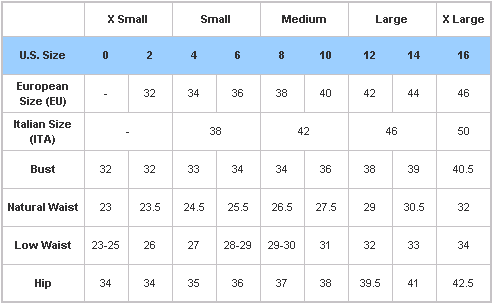 X Small Small Medium Large X Large
U.S. Size 0 2 4 6 8 10 12 14 16
European
Size (EU) - 32 34 36 38 40 42 44 46
Italian Size
(ITA) - 38 42 46 50
Bust 32 32 33 34 34 36 38 39 40.5
Natural Waist 23 23.5 24.5 25.5 26.5 27.5 29 30.5 32
Low Waist 23-25 26 27 28-29 29-30 31 32 33 34
Hip 34 34 35 36 37 38 39.5 41 42.5